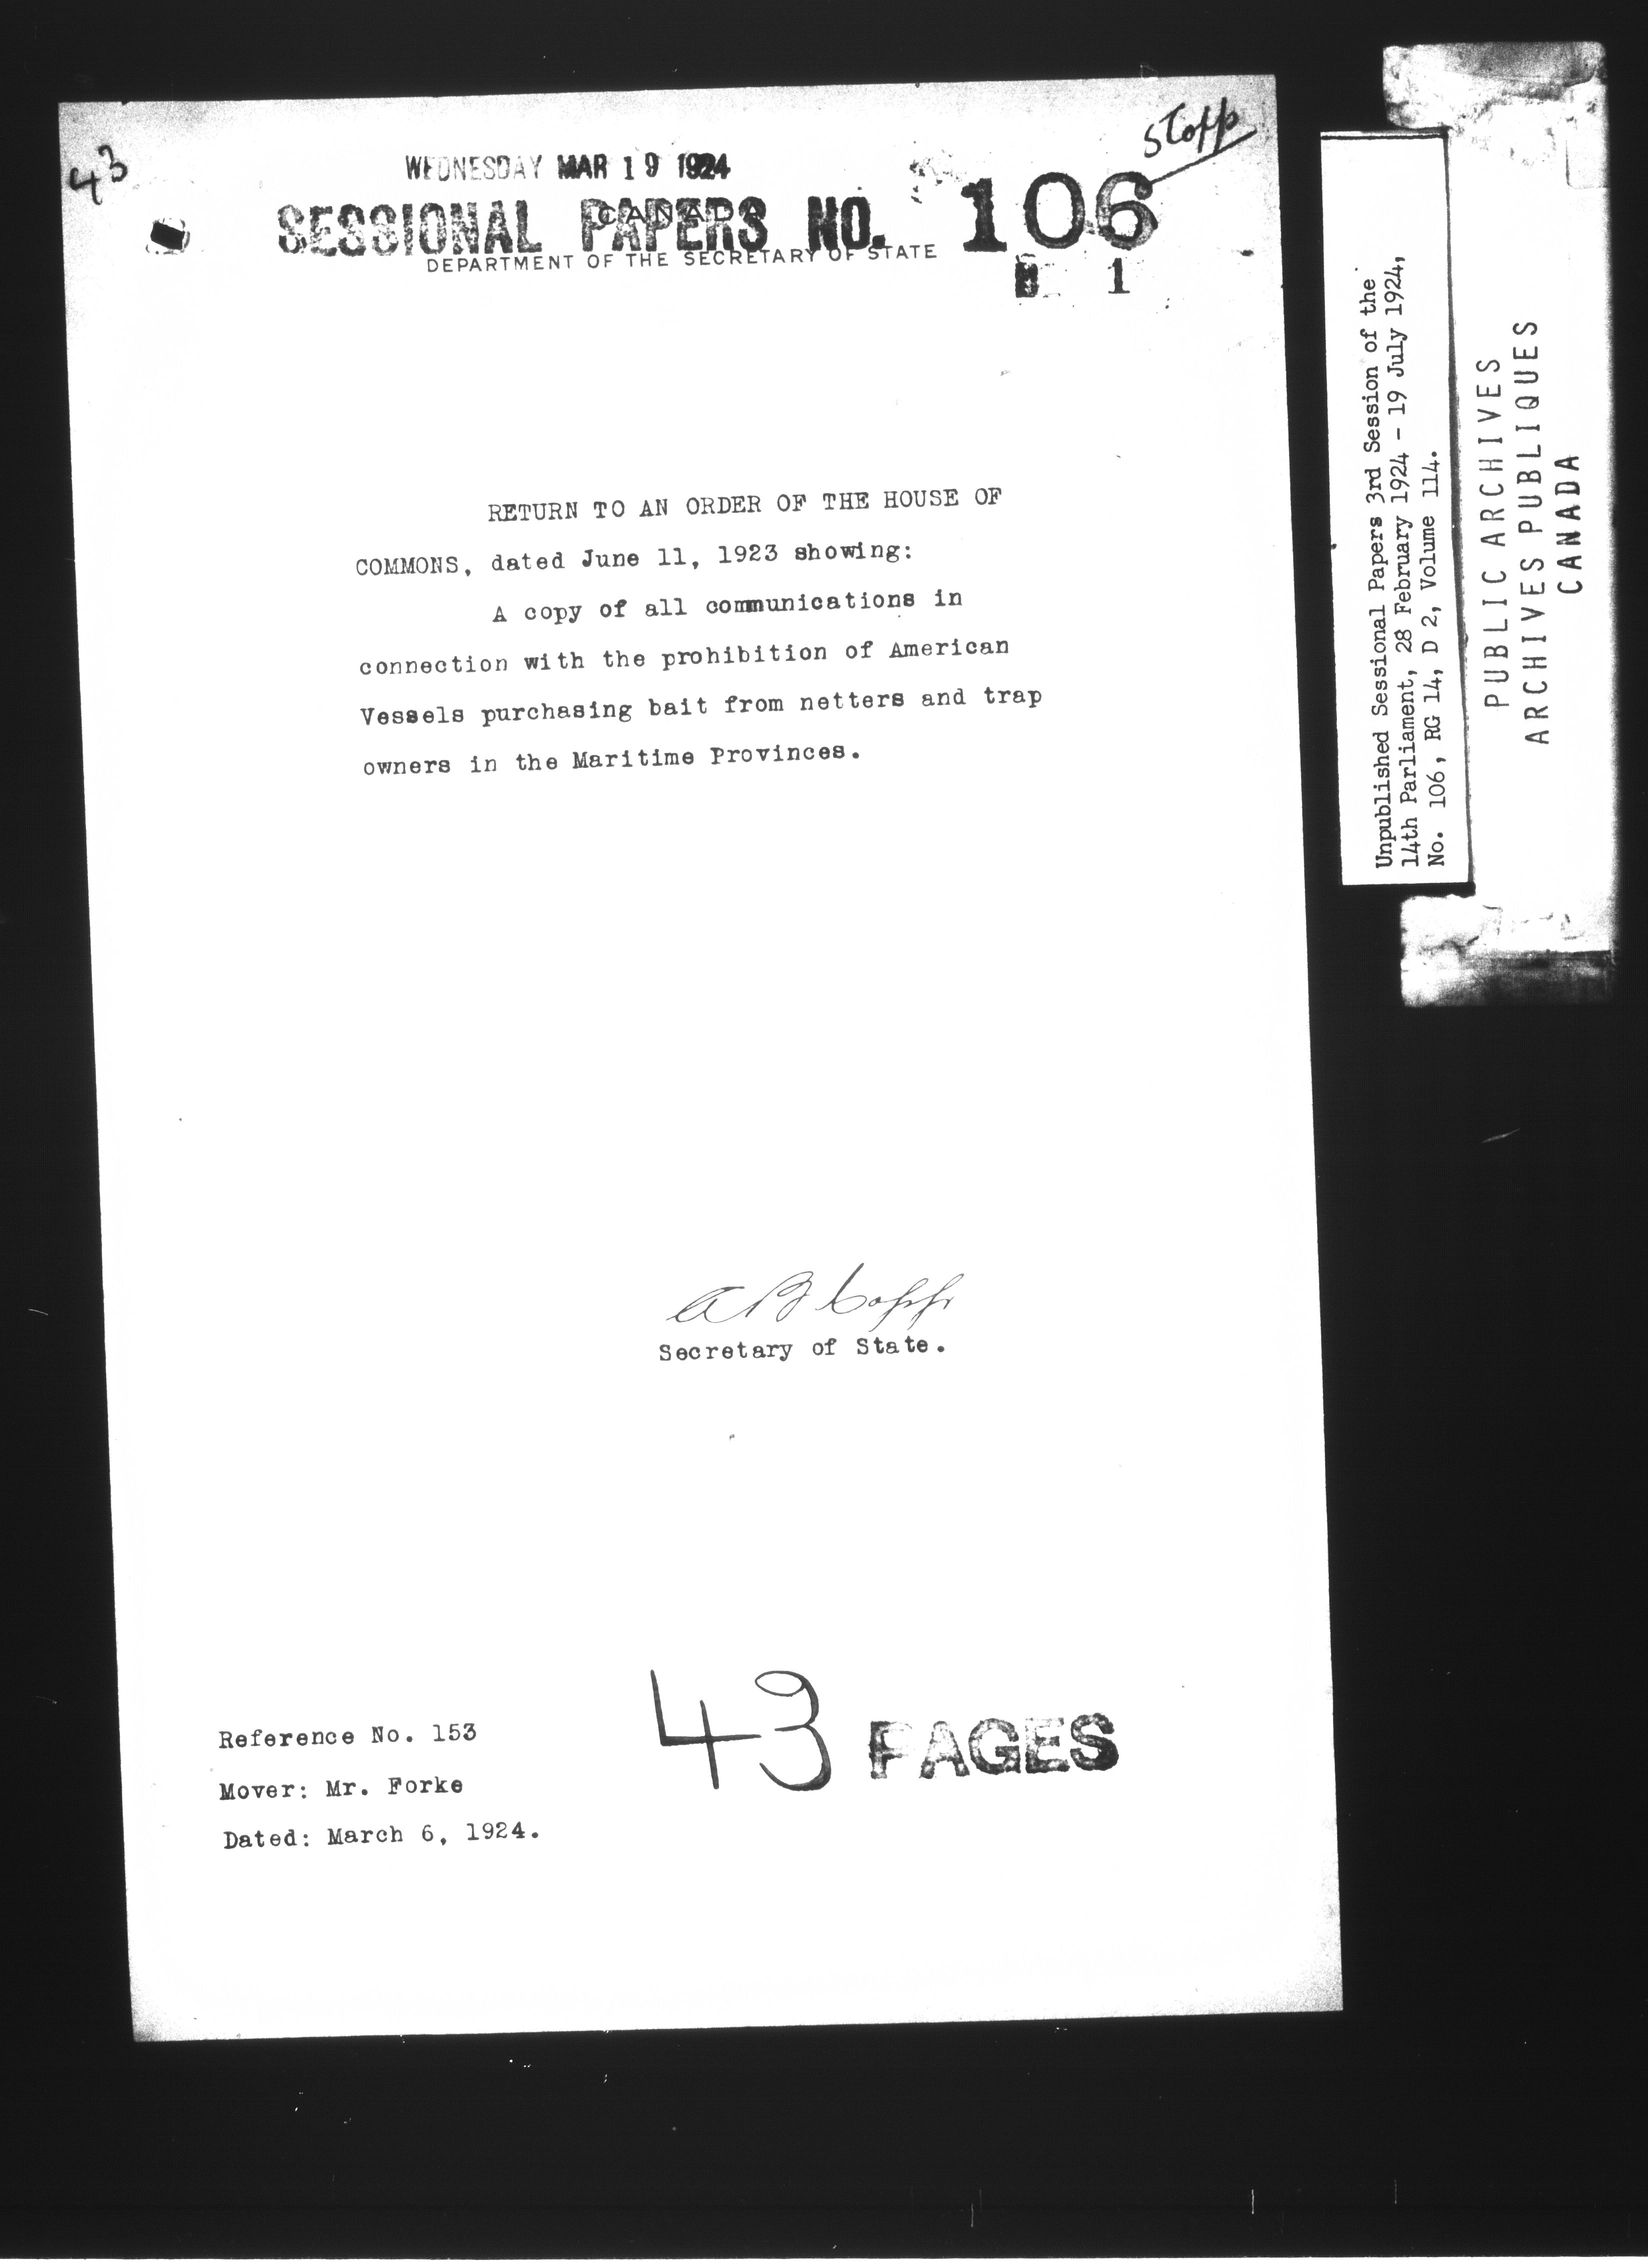 43
Stopp
WEDNESDAY MAR 19 1924
CANADA
SESSIONAL PAPERS NO. 106
DEPARTMENT OF THE SECRETARY OF STATE
1
RETURN TO AN ORDER OF THE HOUSE OF
COMMONS, dated June 11, 1923 showing:
A copy of all communications in
connection with the prohibition of American
Vessels purchasing bait from netters and trap
owners in the Maritime Provinces.
A B Copp
Secretary of State.
Reference No. 153
Mover: Mr. Forke
Dated: March 6, 1924.
43 PAGES
Unpublished Sessional Papers 3rd Session of the
14th Parliament, 28 February 1924 - 19 July 1924,
No. 106, RG 14, D 2, Volume 114.
PUBLIC ARCHIVES
ARCHIVES PUBLIQUES
CANADA